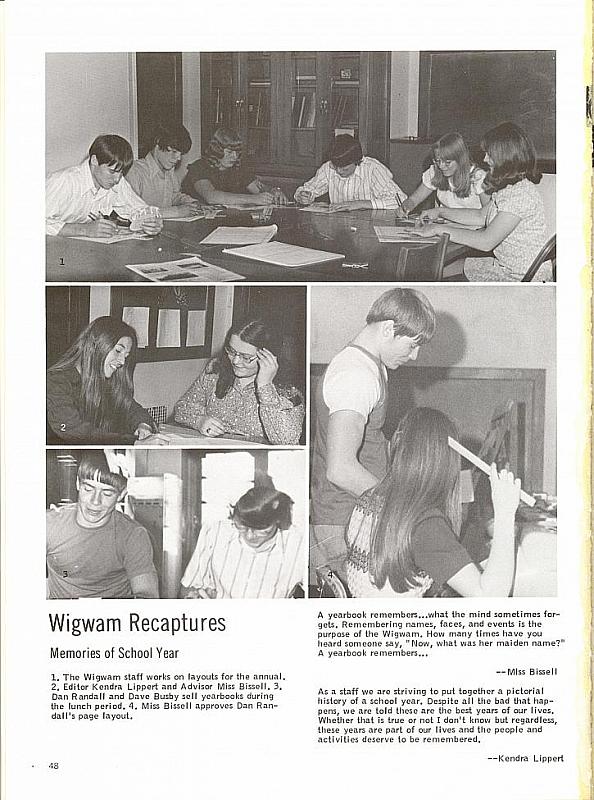 1
2
3
4
Wigwam Recaptures
Memories of School Year
1. The Wigwam staff works on layouts for the annual.
2. Editor Kendra Lippert and Advisor Miss Bissell. 3.
Dan Randall and Dave Busby sell yearbooks during
the lunch period. 4. Miss Bissell approves Dan Ran-
dall's page layout.
A yearbook remembers...what the mind sometimes for-
gets. Remembering names, faces, and events is the
purpose of the Wigwam. How many times have you
heard someone say, "Now, what was her maiden name?"
A yearbook remembers...
--Miss Bissell
As a staff we are striving to put together a pictorial
history of a school year. Despite all the bad that hap-
pens, we are told these are the best years of our lives.
Whether that is true or not I don't know but regardless,
these years are part of our lives and the people and
activities deserve to be remembered.
--Kendra Lippert
48